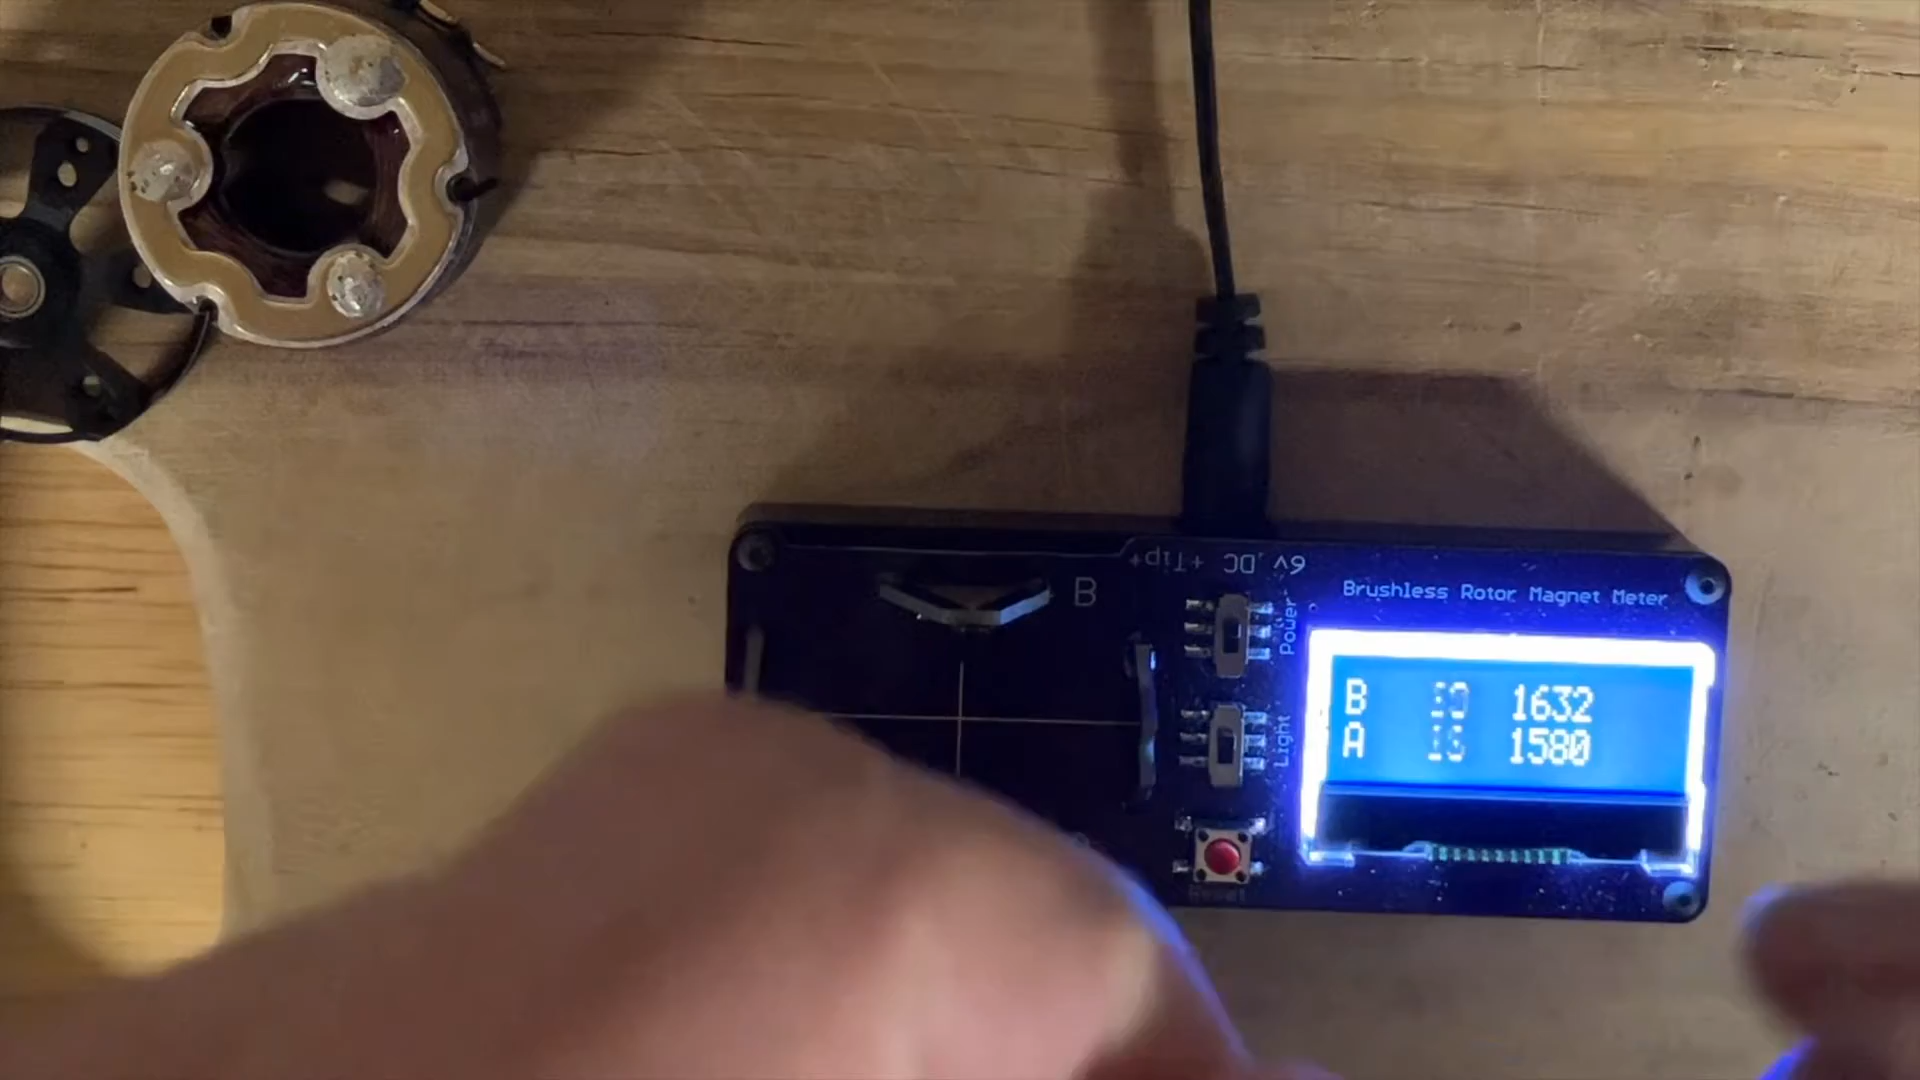 6v DC +Tip+
B
Power
Brushless Rotor Magnet Meter
Light
B 1632
A 1580